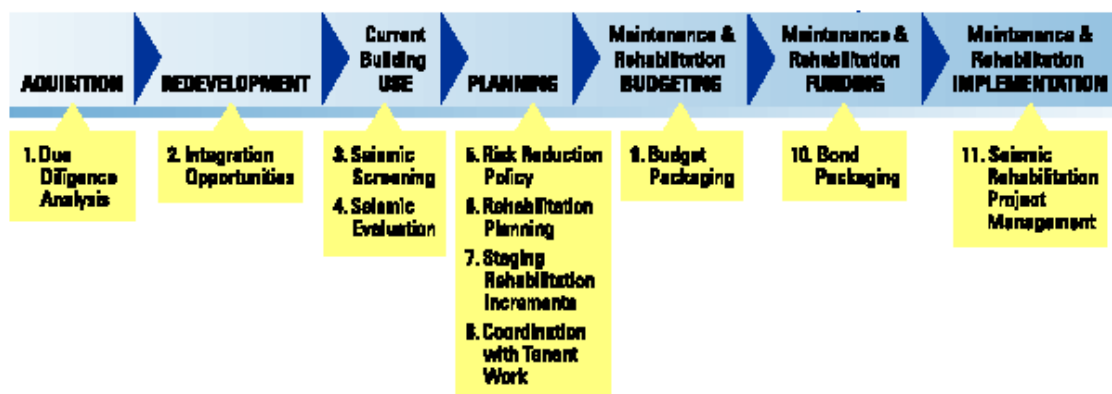 AQUISITION
REDEVELOPMENT
Current
Building
USE
PLANNING
Maintenance &
Rehabilitation
BUDGETING
Maintenance &
Rehabilitation
FUNDING
Maintenance &
Rehabilitation
IMPLEMENTATION
1. Due
Diligence
Analysis
2. Integration
Opportunities
3. Seismic
Screening
4. Seismic
Evaluation
5. Risk Reduction
Policy
6. Rehabilitation
Planning
7. Staging
Rehabilitation
Increments
8. Coordination
with Tenant
Work
9. Budget
Packaging
10. Bond
Packaging
11. Seismic
Rehabilitation
Project
Management